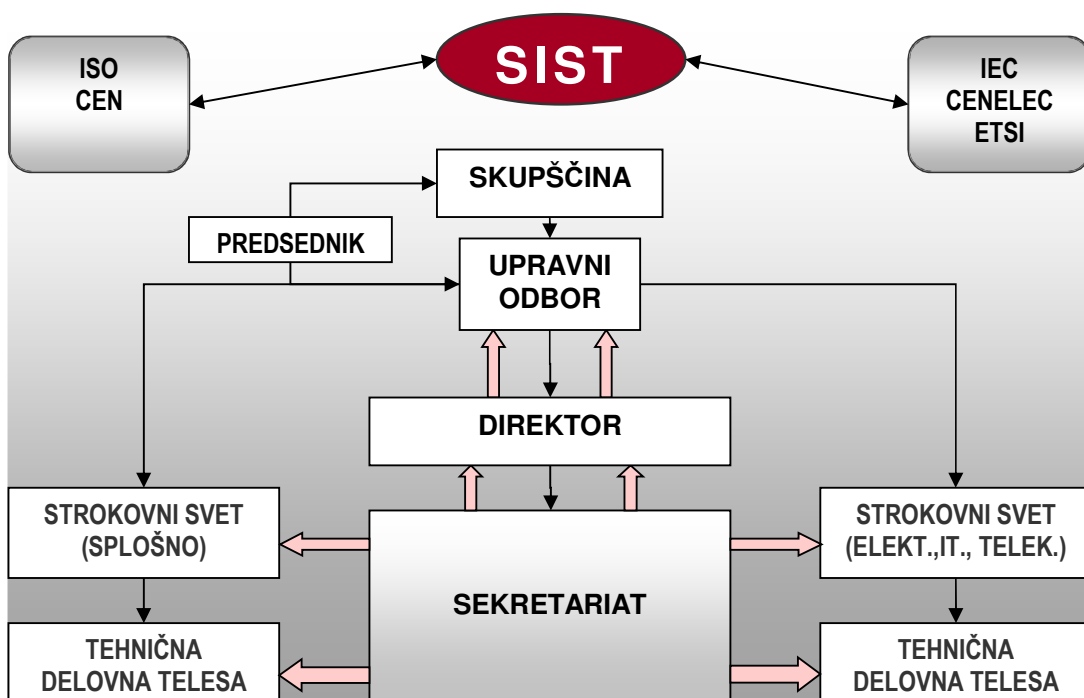 ISO
CEN
SIST
IEC
CENELEC
ETSI
SKUPŠČINA
PREDSEDNIK
UPRAVNI
ODBOR
DIREKTOR
STROKOVNI SVET
(SPLOŠNO)
SEKRETARIAT
STROKOVNI SVET
(ELEKT.,IT., TELEK.)
TEHNIČNA
DELOVNA TELESA
TEHNIČNA
DELOVNA TELESA